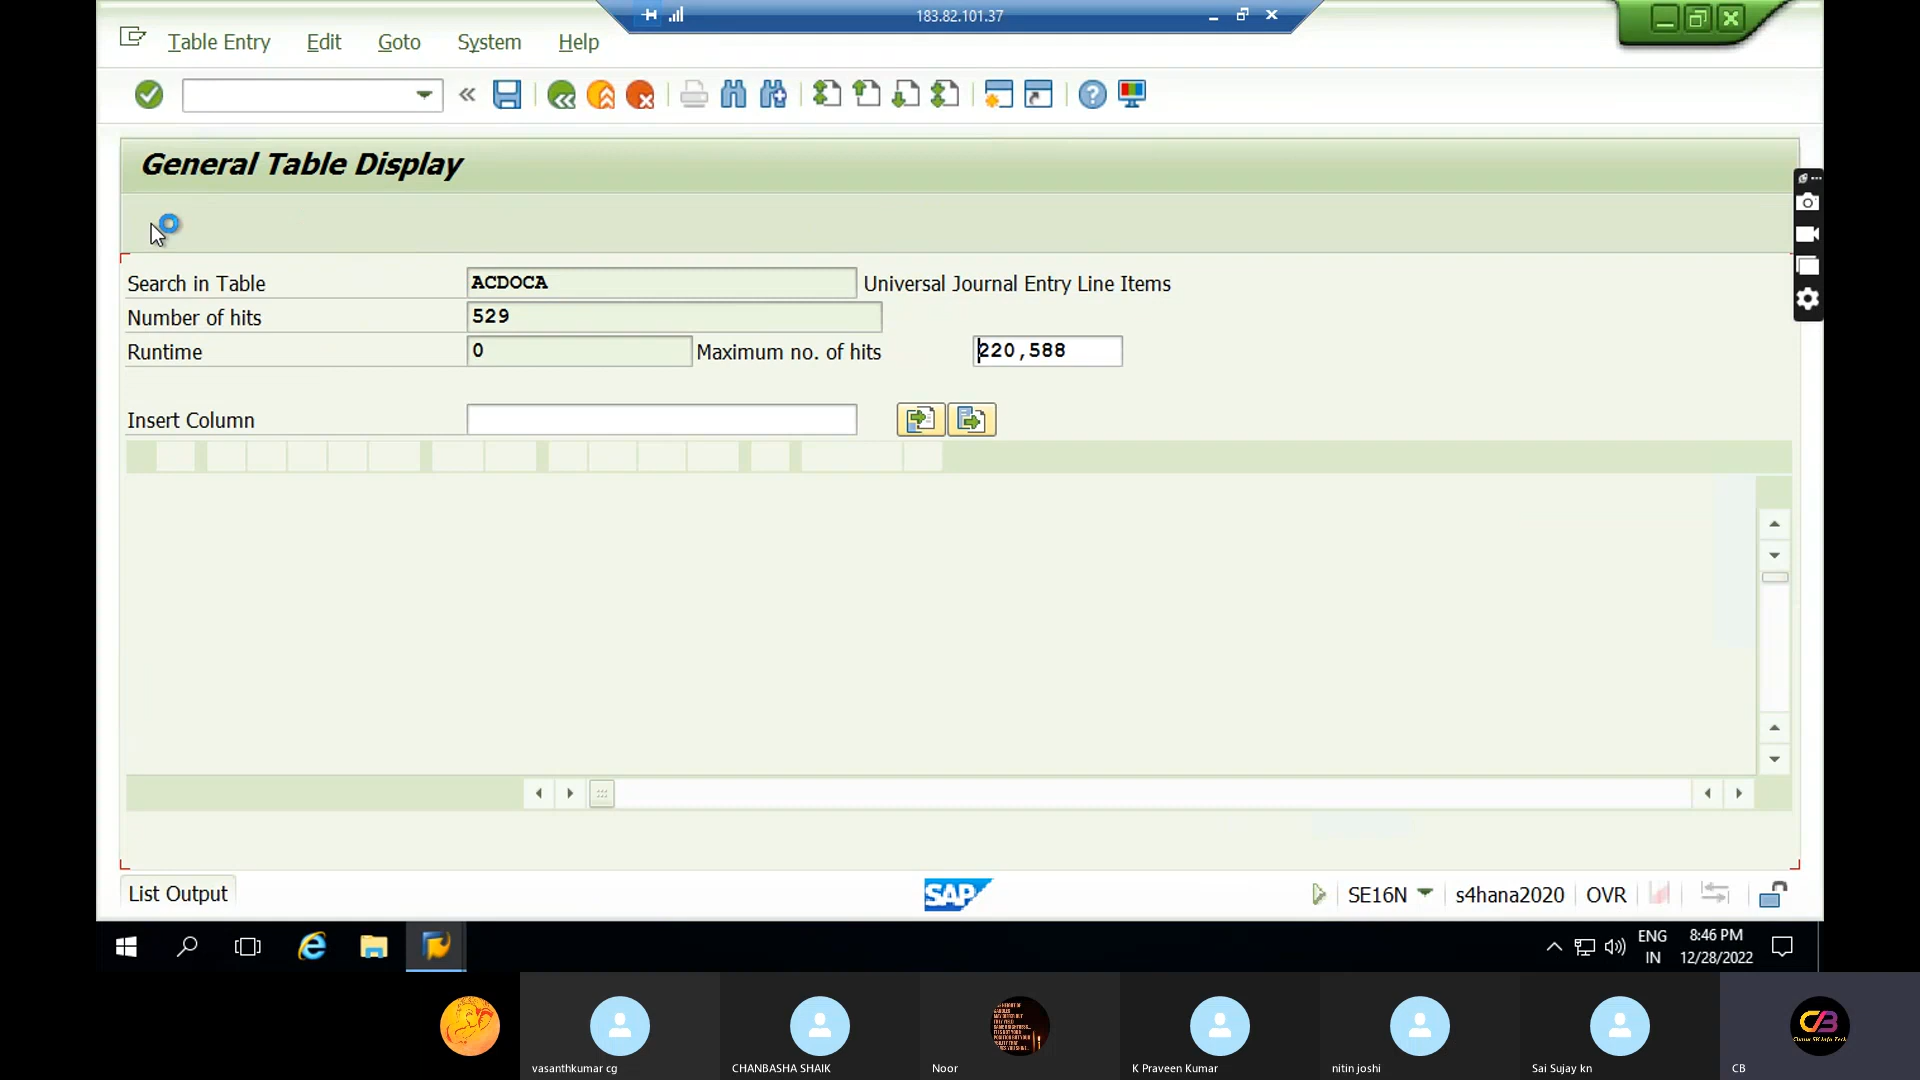 183.82.101.37
Table Entry Edit Goto System Help
General Table Display
Search in Table ACDOCA Universal Journal Entry Line Items
Number of hits 529
Runtime 0 Maximum no. of hits 220,588
Insert Column
List Output SAP SE16N s4hana2020 OVR
ENG 8:46 PM
IN 12/28/2022
vasanthkumar cg CHANBASHA SHAIK Noor K Praveen Kumar nitin joshi Sai Sujay kn CB